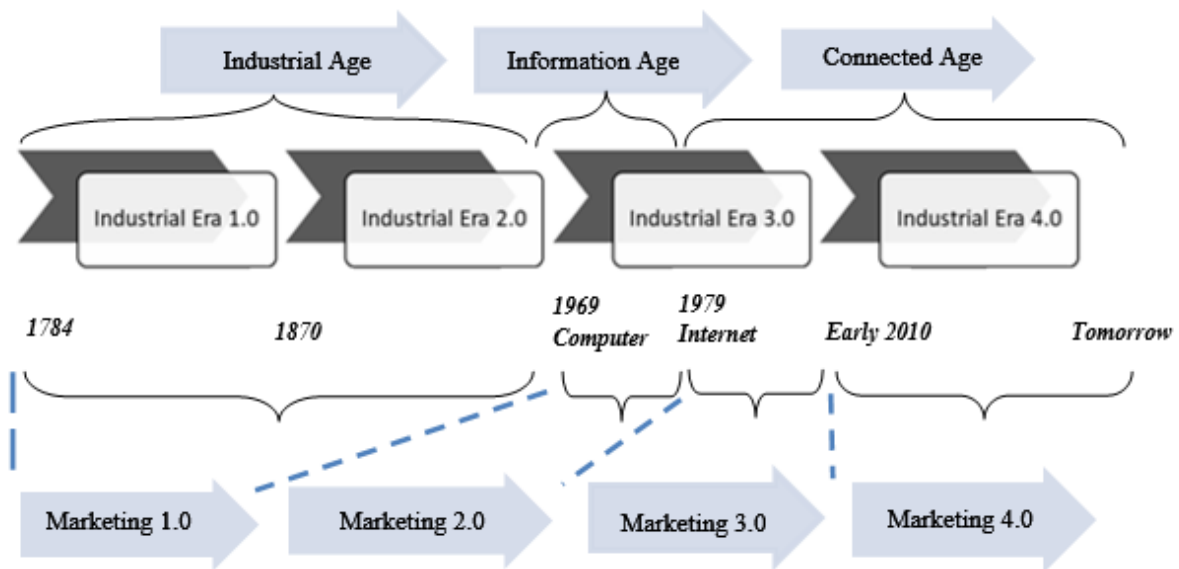 Industrial Age
Information Age
Connected Age
Industrial Era 1.0
Industrial Era 2.0
Industrial Era 3.0
Industrial Era 4.0
1784
1870
1969
Computer
1979
Internet
Early 2010
Tomorrow
Marketing 1.0
Marketing 2.0
Marketing 3.0
Marketing 4.0